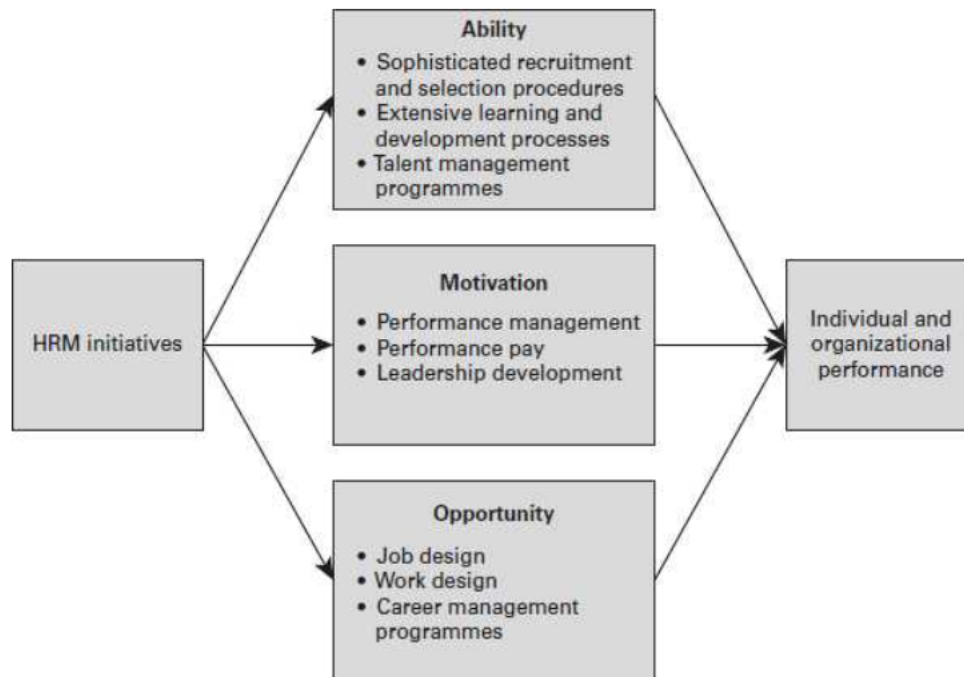 Ability
• Sophisticated recruitment
and selection procedures
• Extensive learning and
development processes
• Talent management
programmes
HRM initiatives
Motivation
• Performance management
• Performance pay
• Leadership development
Individual and
organizational
performance
Opportunity
• Job design
• Work design
• Career management
programmes